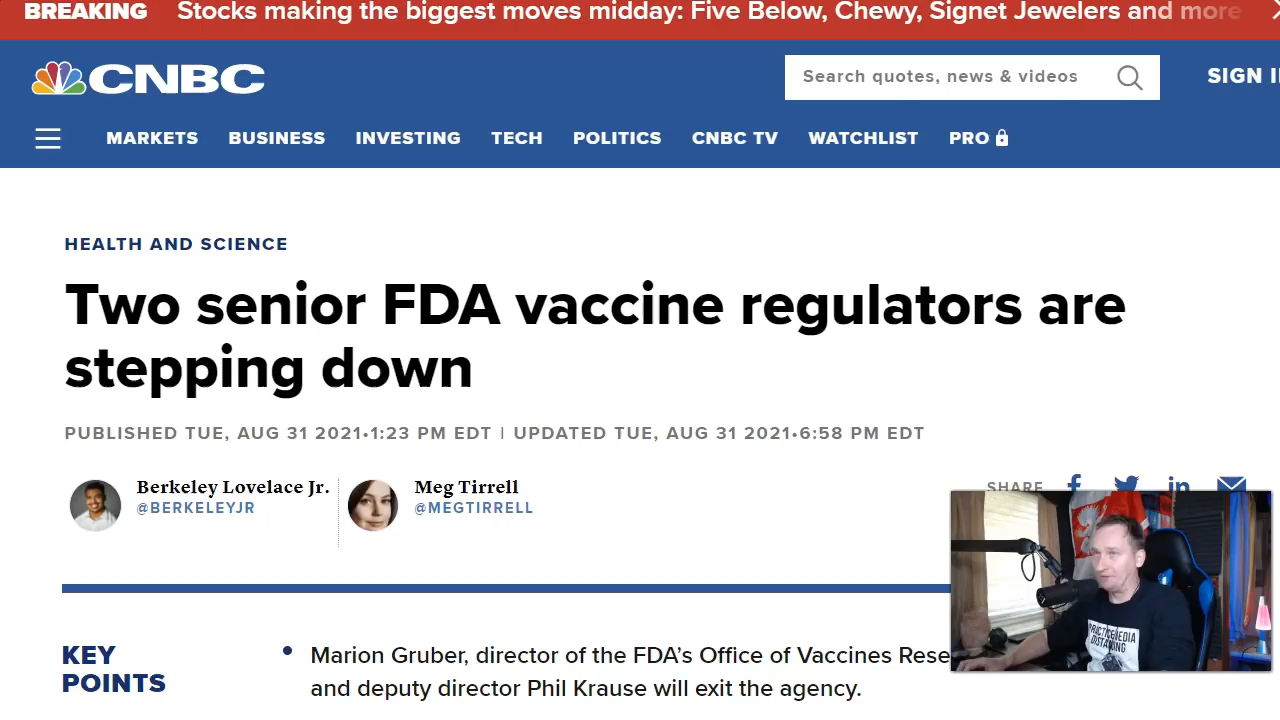 BREAKING Stocks making the biggest moves midday: Five Below, Chewy, Signet Jewelers and more
CNBC
Search quotes, news & videos
SIGN
MARKETS BUSINESS INVESTING TECH POLITICS CNBC TV WATCHLIST PRO
HEALTH AND SCIENCE
Two senior FDA vaccine regulators are
stepping down
PUBLISHED TUE, AUG 31 2021•1:23 PM EDT | UPDATED TUE, AUG 31 2021•6:58 PM EDT
Berkeley Lovelace Jr.
@BERKELEYJR
Meg Tirrell
@MEGTIRRELL
SHARE
KEY
POINTS
• Marion Gruber, director of the FDA’s Office of Vaccines Rese
and deputy director Phil Krause will exit the agency.
PRACTICE MEDIA
DISTANCING